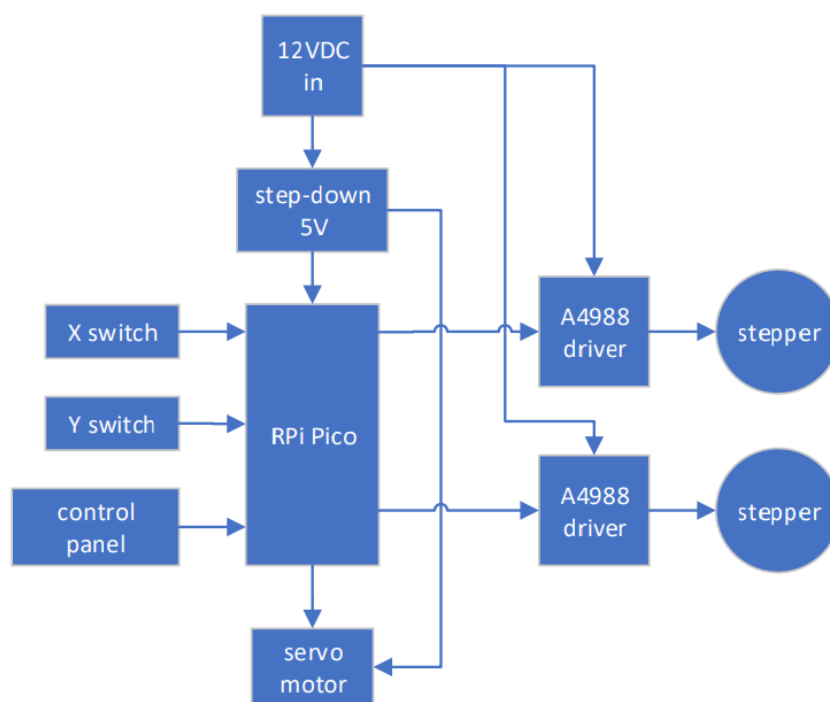 12VDC
in
step-down
5V
X switch
A4988
driver
stepper
Y switch
RPi Pico
control
panel
A4988
driver
stepper
servo
motor